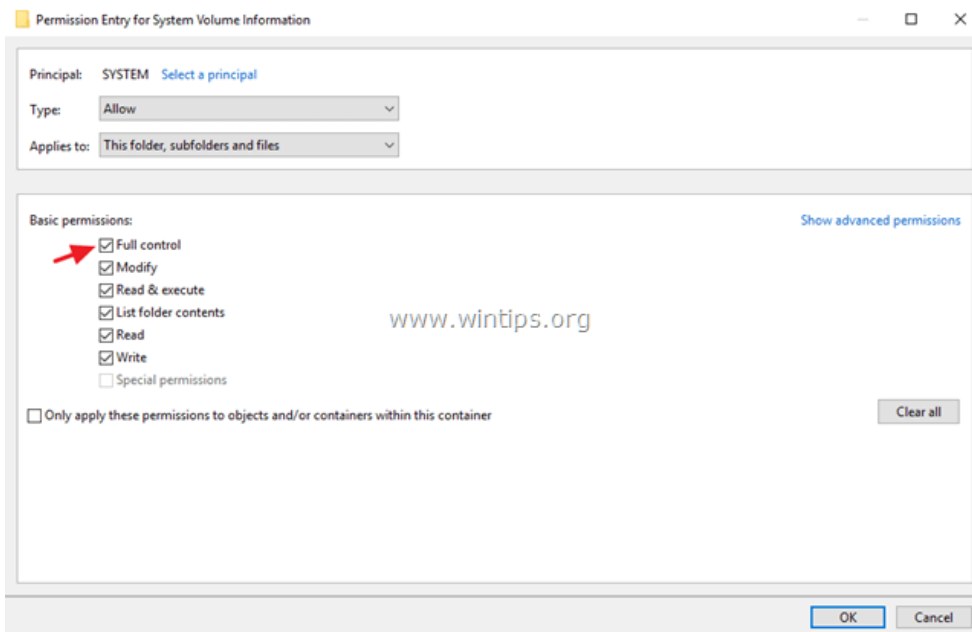 Permission Entry for System Volume Information
Principal: SYSTEM Select a principal
Type: Allow
Applies to: This folder, subfolders and files
Basic permissions: Show advanced permissions
Full control
Modify
Read & execute
List folder contents
www.wintips.org
Read
Write
Special permissions
Only apply these permissions to objects and/or containers within this container Clear all
OK Cancel